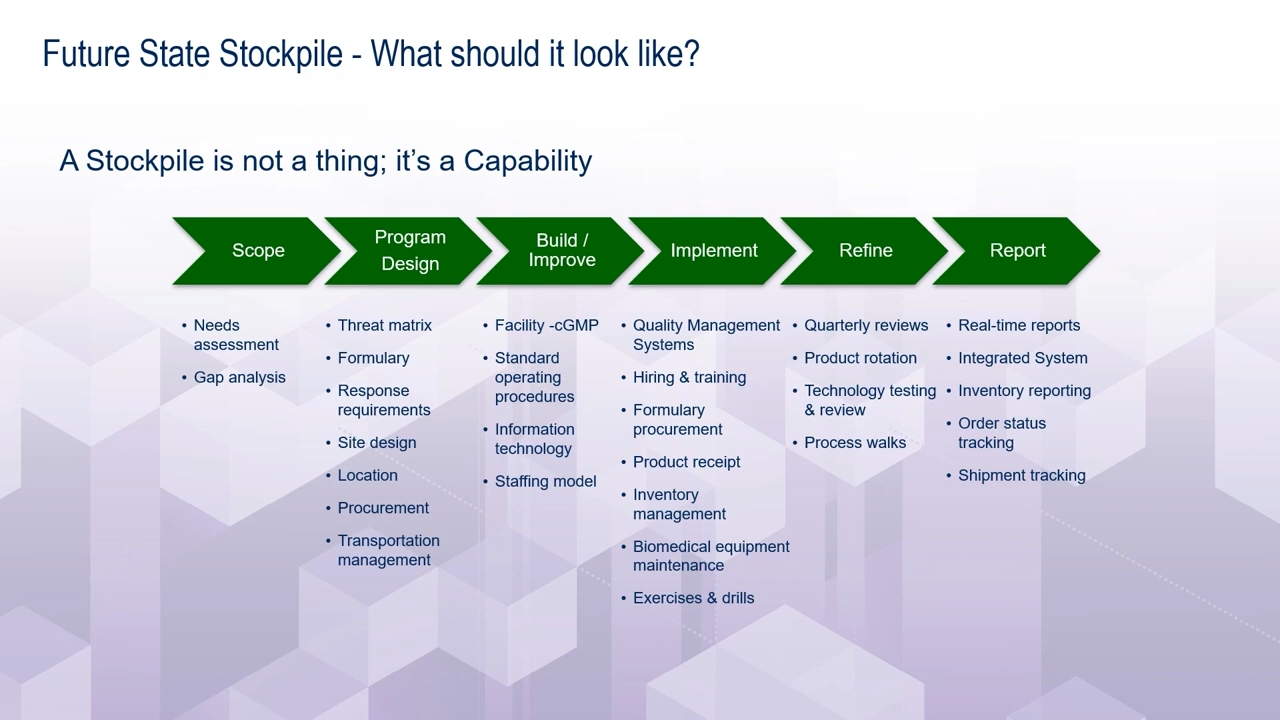 Future State Stockpile - What should it look like?
A Stockpile is not a thing; it's a Capability
Scope
Program
Design
Build /
Improve
Implement
Refine
Report
• Needs
assessment
• Gap analysis
• Threat matrix
• Formulary
• Response
requirements
• Site design
• Location
• Procurement
• Transportation
management
• Facility -cGMP
• Standard
operating
procedures
• Information
technology
• Staffing model
• Quality Management
Systems
• Hiring & training
• Formulary
procurement
• Product receipt
• Inventory
management
• Biomedical equipment
maintenance
• Exercises & drills
• Quarterly reviews
• Product rotation
• Technology testing
& review
• Process walks
• Real-time reports
• Integrated System
• Inventory reporting
• Order status
tracking
• Shipment tracking